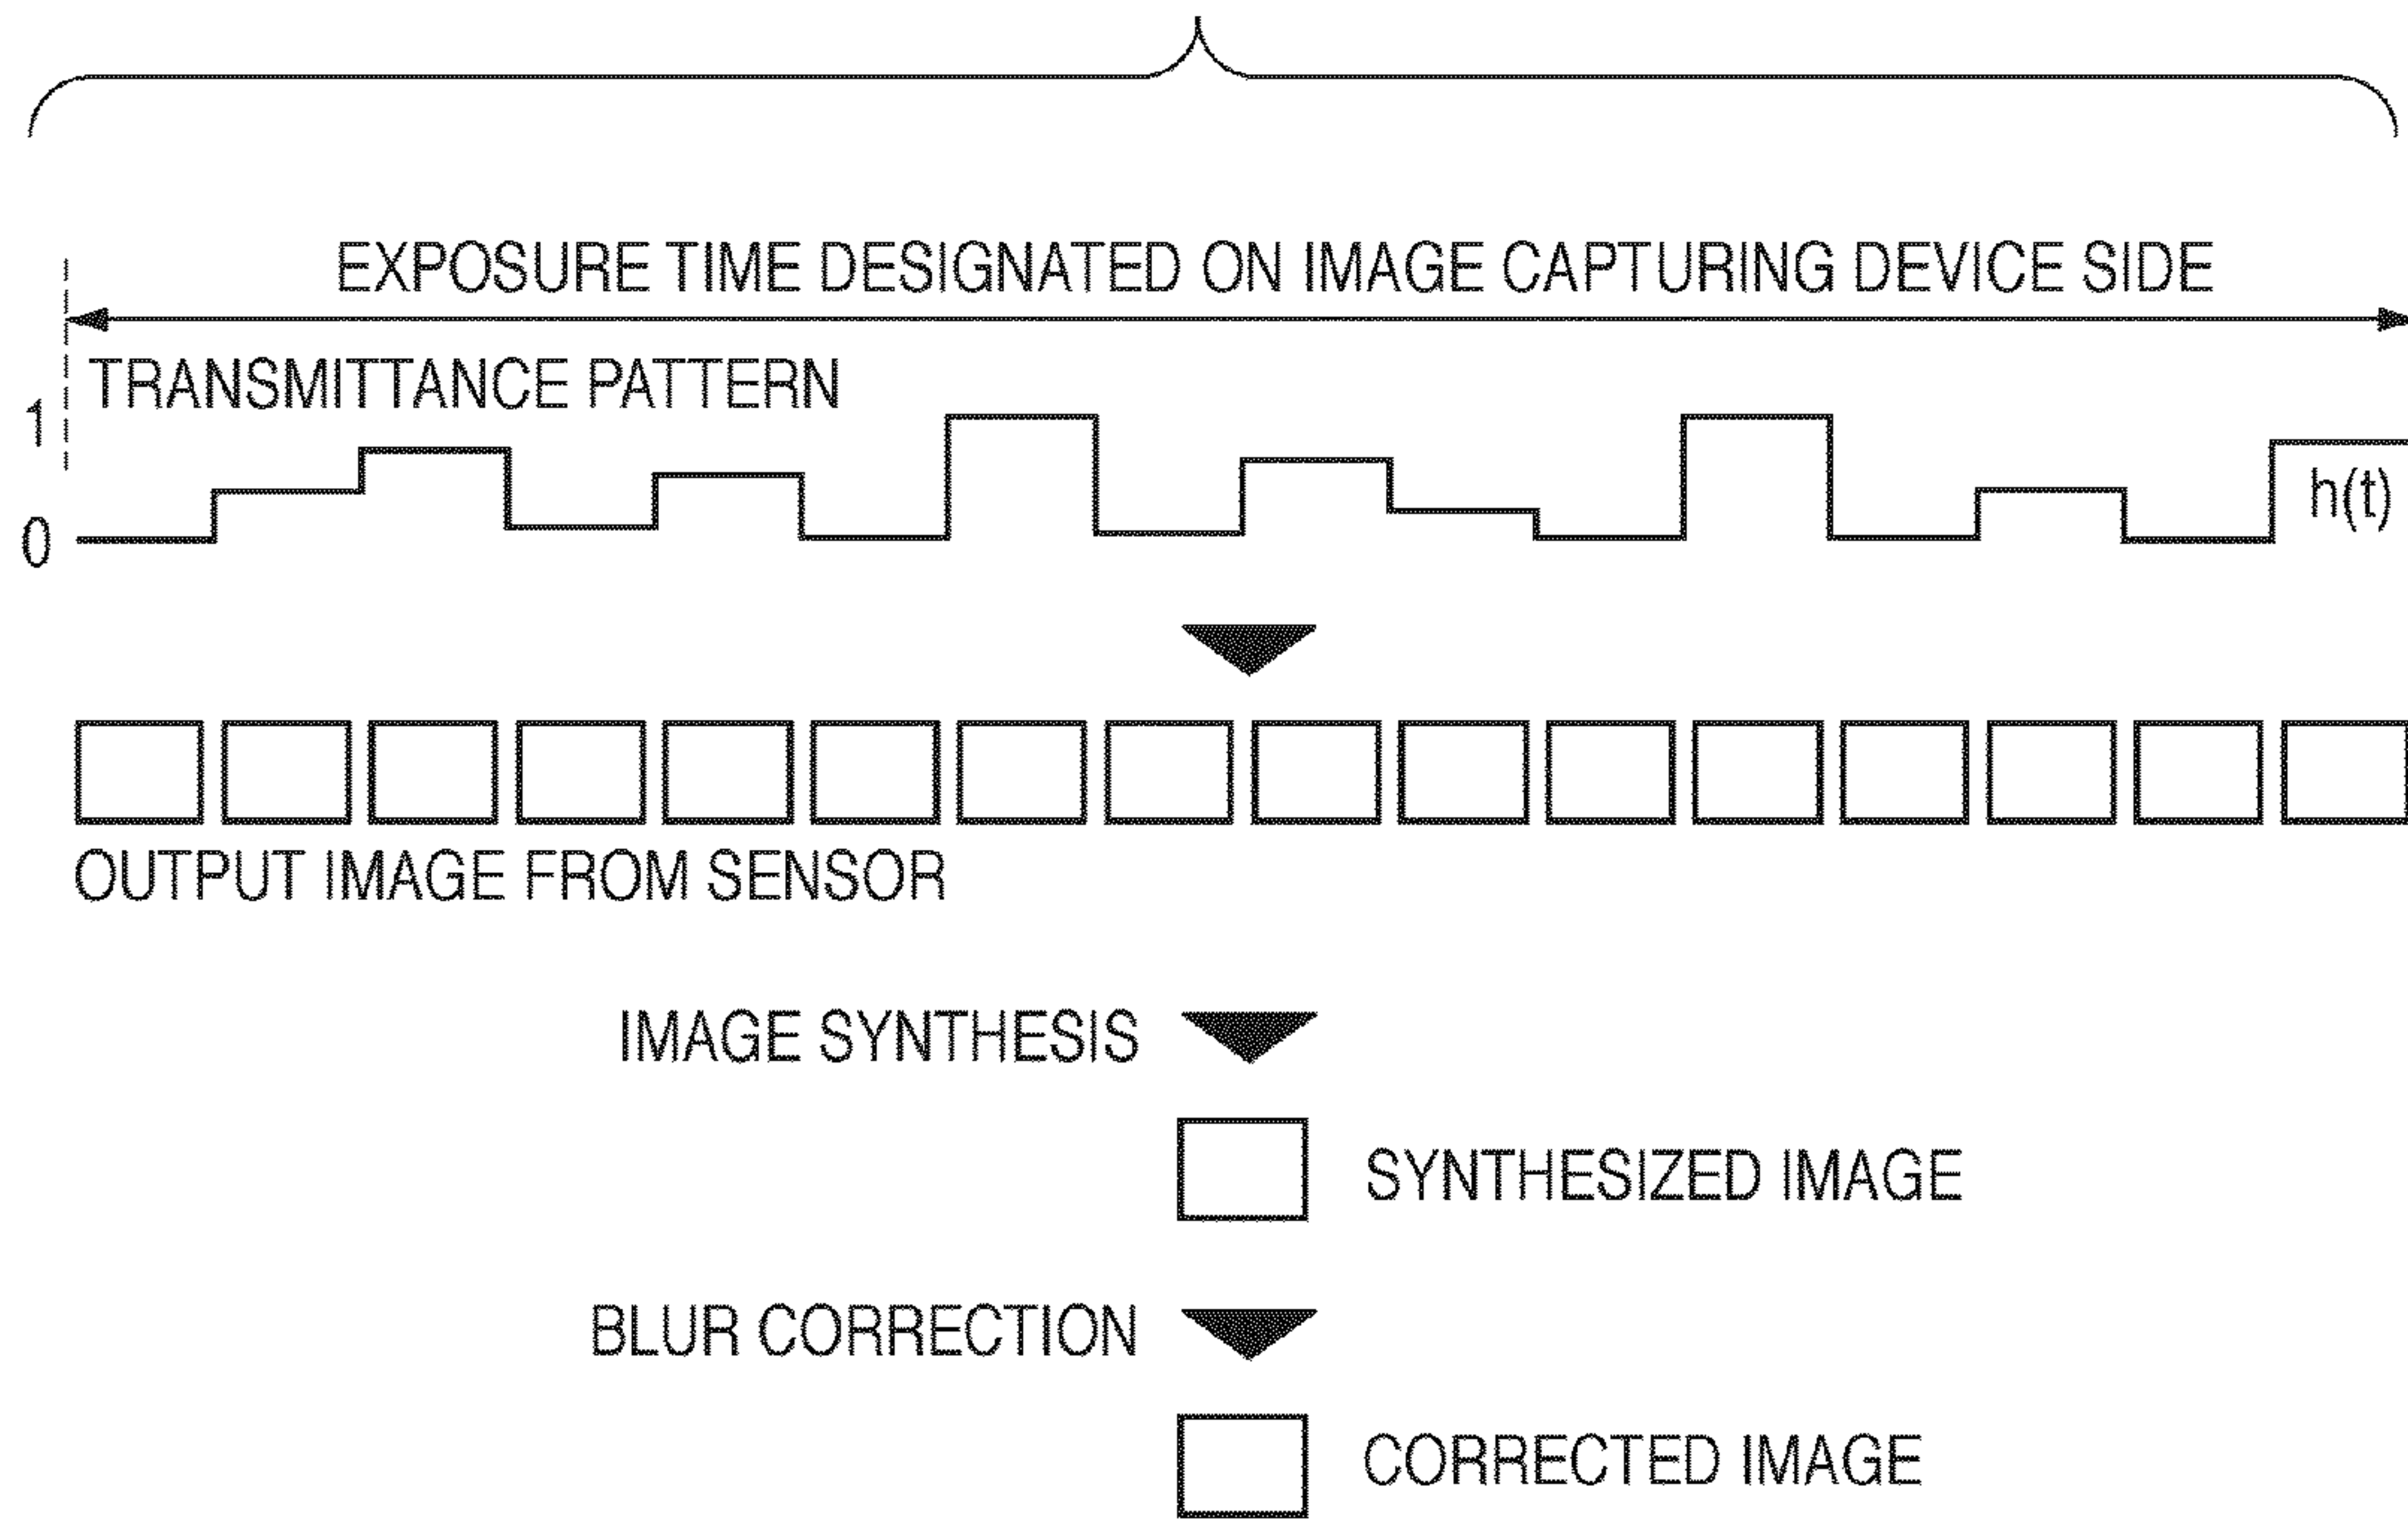 EXPOSURE TIME DESIGNATED ON IMAGE CAPTURING DEVICE SIDE
TRANSMITTANCE PATTERN
1
0
h(t)
OUTPUT IMAGE FROM SENSOR
IMAGE SYNTHESIS
SYNTHESIZED IMAGE
BLUR CORRECTION
CORRECTED IMAGE